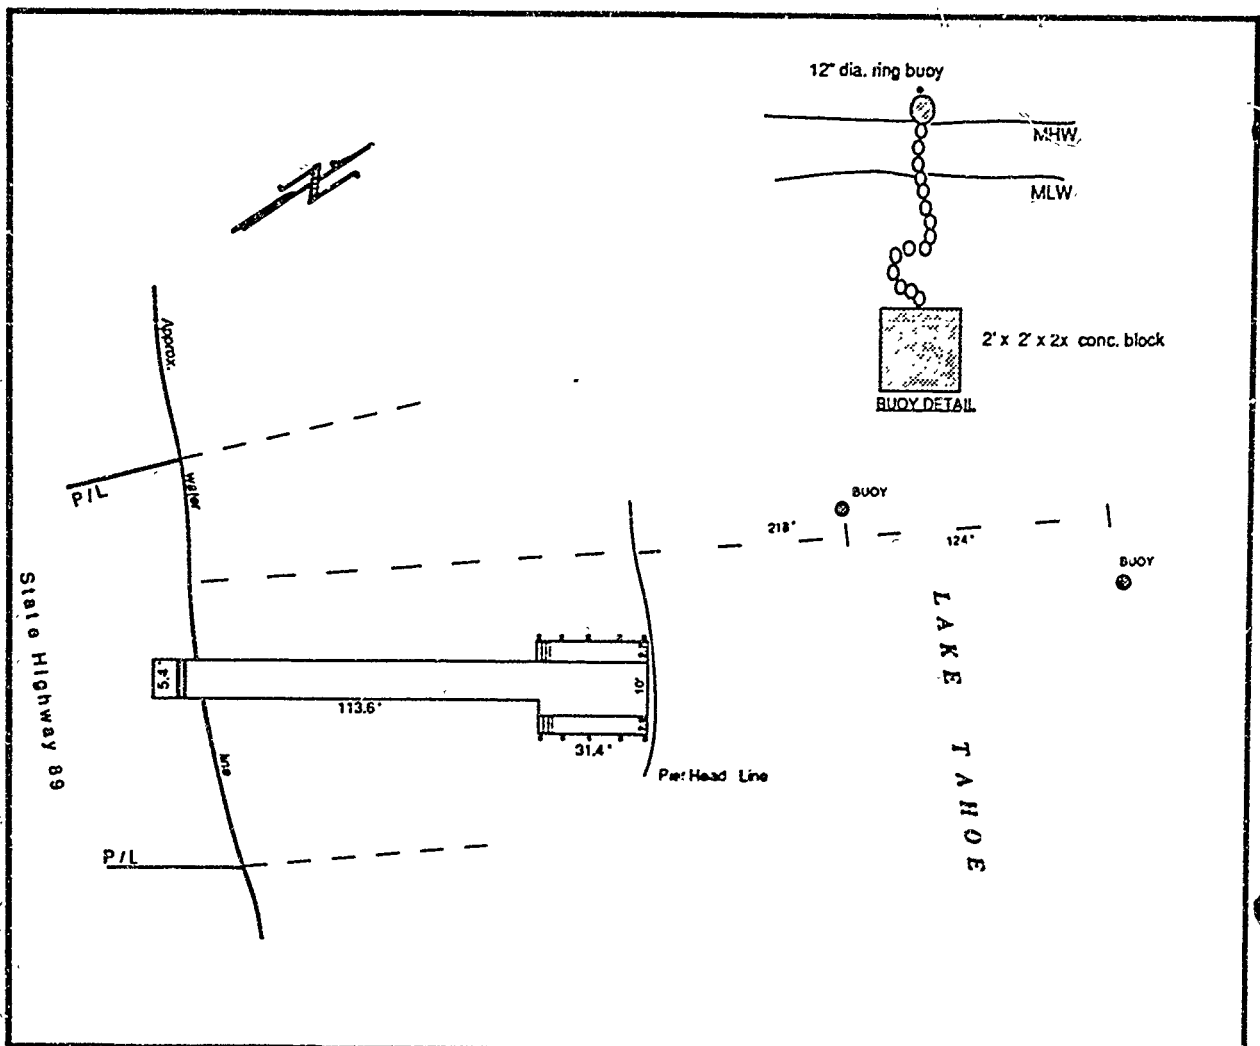 12" dia. ring buoy
MHW
MLW
2' x 2' x 2x conc. block
BUOY DETAIL
Approx.
water
line
P/L
BUOY
218'
124'
BUOY
State Highway 89
LAKE TAHOE
5.4'
113.6'
10'
31.4'
Pier Head Line
P/L